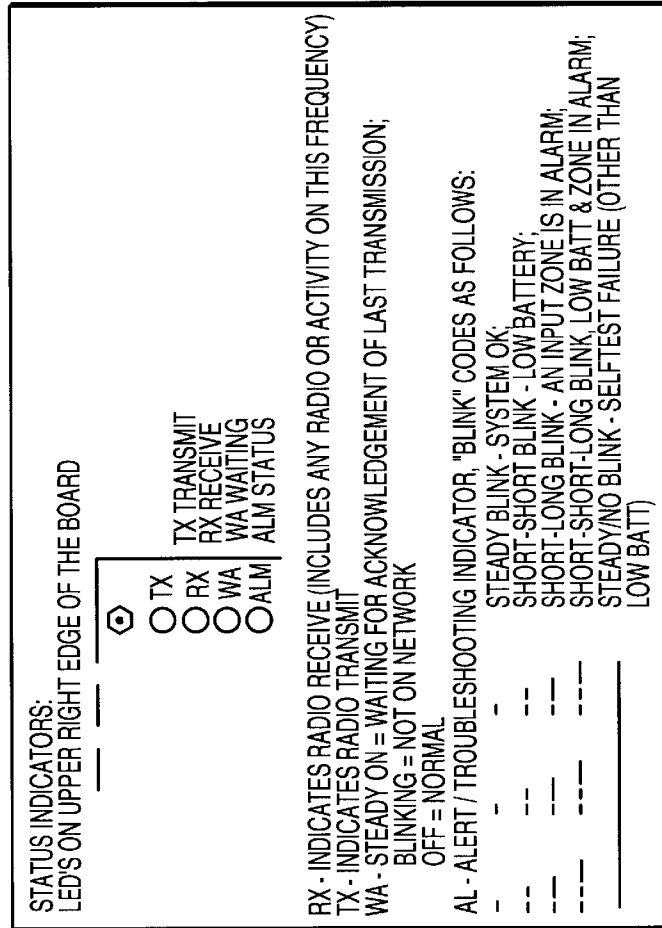 STATUS INDICATORS:
LED'S ON UPPER RIGHT EDGE OF THE BOARD
TX TX TRANSMIT
RX RX RECEIVE
WA WA WAITING
ALM ALM STATUS
RX - INDICATES RADIO RECEIVE (INCLUDES ANY RADIO OR ACTIVITY ON THIS FREQUENCY)
TX - INDICATES RADIO TRANSMIT
WA - STEADY ON = WAITING FOR ACKNOWLEDGEMENT OF LAST TRANSMISSION;
BLINKING = NOT ON NETWORK
OFF = NORMAL
AL - ALERT / TROUBLESHOOTING INDICATOR, "BLINK" CODES AS FOLLOWS:
STEADY BLINK - SYSTEM OK;
SHORT-SHORT BLINK - LOW BATTERY;
SHORT-LONG BLINK - AN INPUT ZONE IS IN ALARM;
SHORT-SHORT-LONG BLINK, LOW BATT & ZONE IN ALARM;
STEADY/NO BLINK - SELFTEST FAILURE (OTHER THAN
LOW BATT)